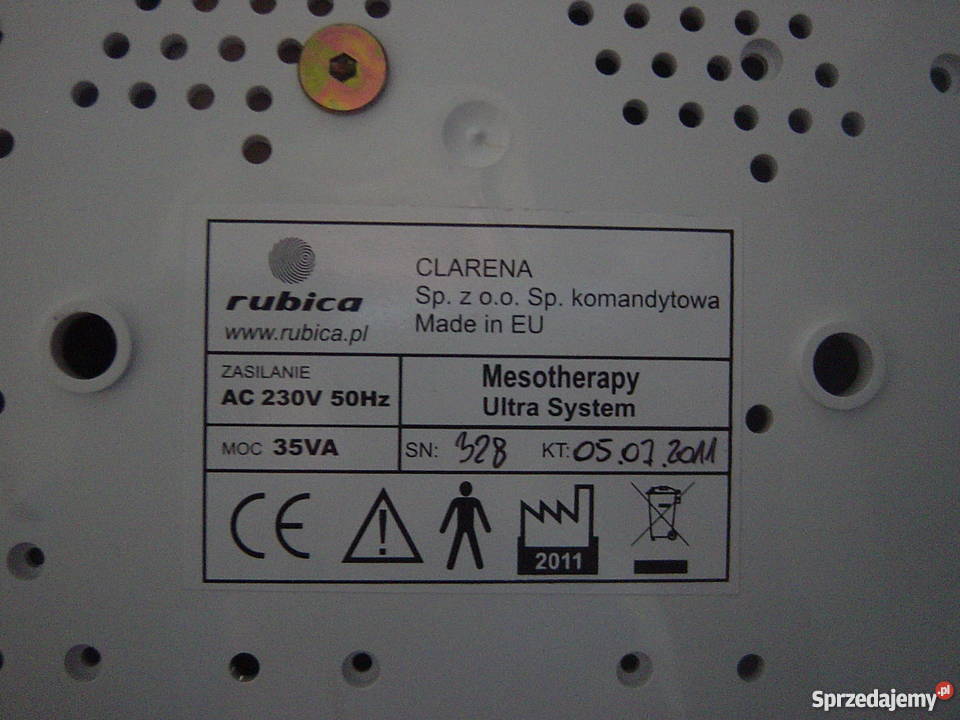 rubica
www.rubica.pl
CLARENA
Sp. z o.o. Sp. komandytowa
Made in EU
ZASILANIE
AC 230V 50Hz
Mesotherapy
Ultra System
MOC 35VA
SN: 328 KT: 05.07.2011
CE
2011
Sprzedajemy.pl